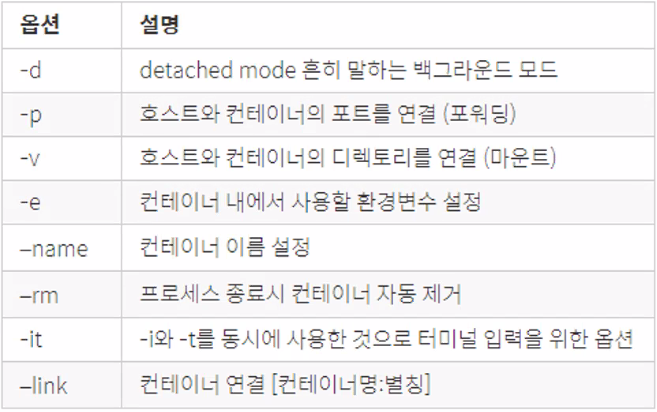 옵션 설명
-d detached mode 흔히 말하는 백그라운드 모드
-p 호스트와 컨테이너의 포트를 연결 (포워딩)
-v 호스트와 컨테이너의 디렉토리를 연결 (마운트)
-e 컨테이너 내에서 사용할 환경변수 설정
–name 컨테이너 이름 설정
–rm 프로세스 종료시 컨테이너 자동 제거
-it -i와 -t를 동시에 사용한 것으로 터미널 입력을 위한 옵션
–link 컨테이너 연결 [컨테이너명:별칭]